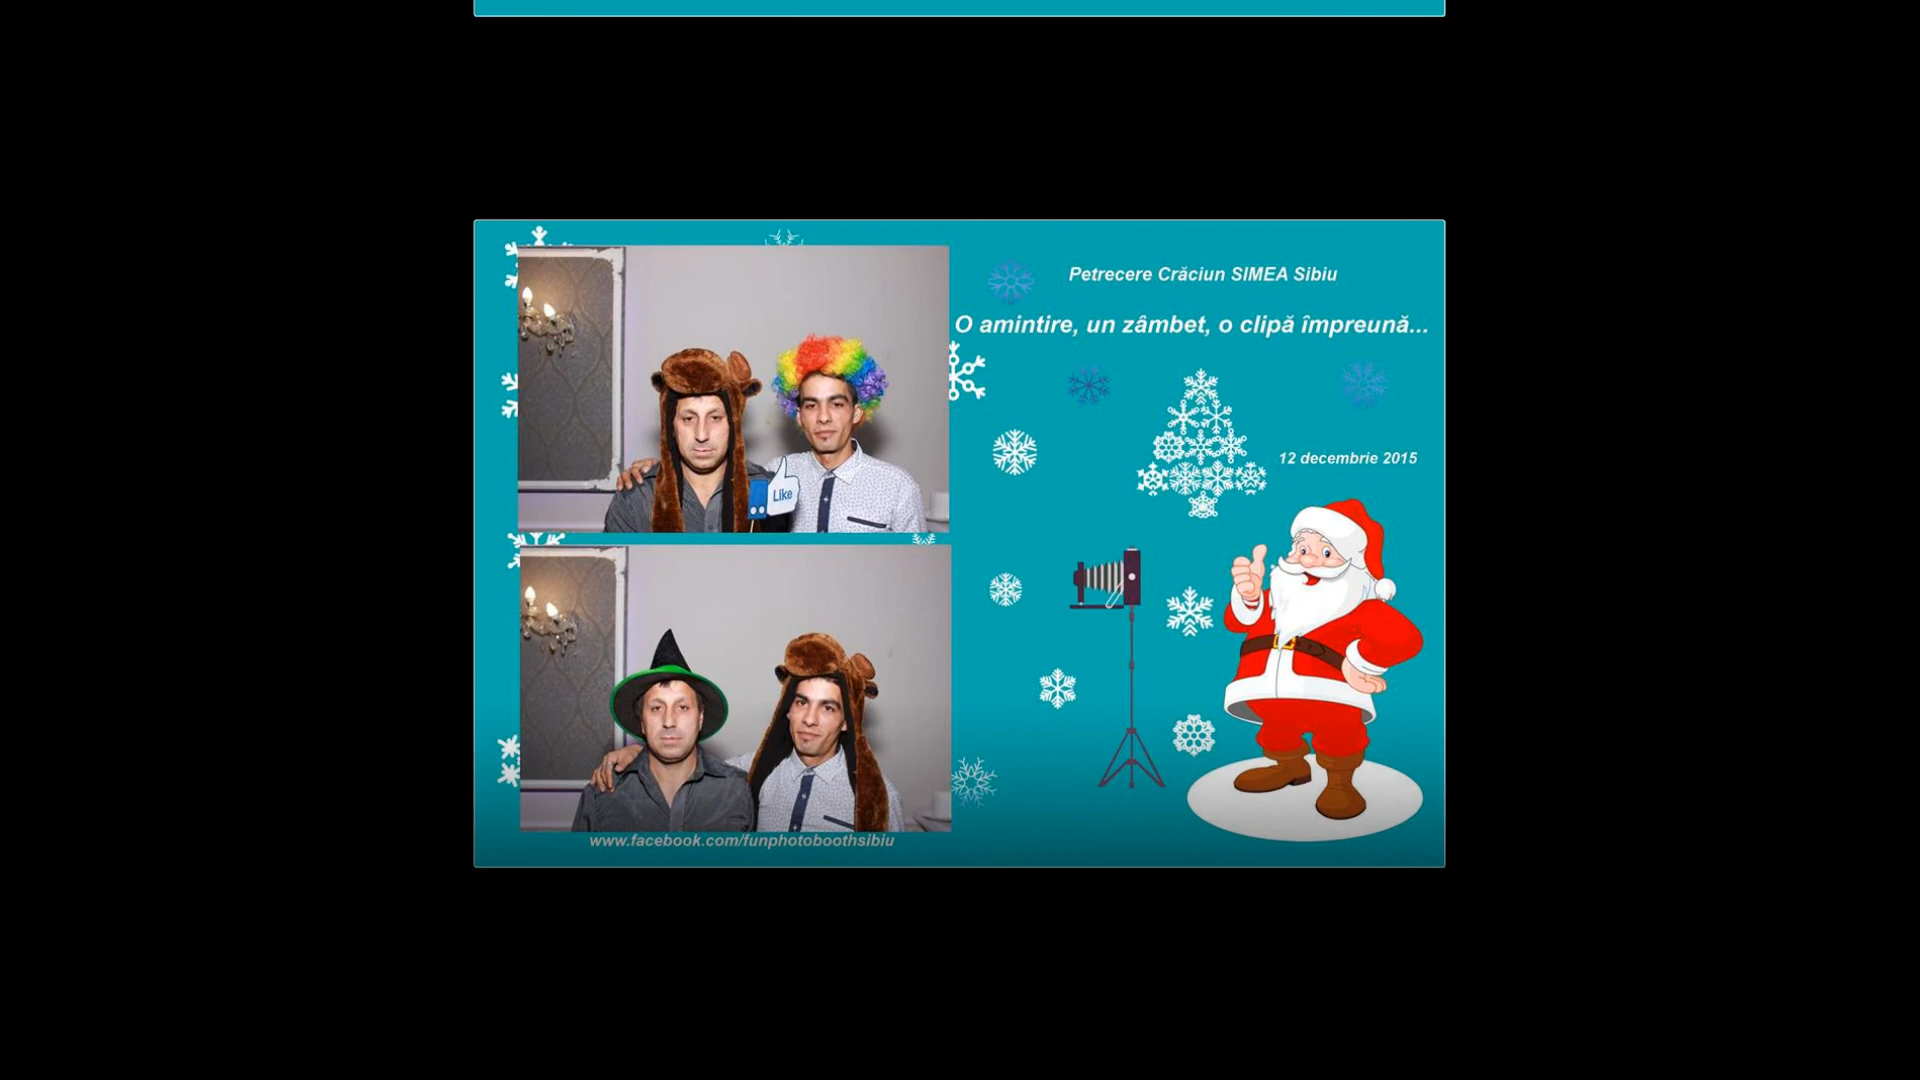 Petrecere Crăciun SIMEA Sibiu
O amintire, un zâmbet, o clipă împreună...
12 decembrie 2015
Like
www.facebook.com/funphotoboothsibiu